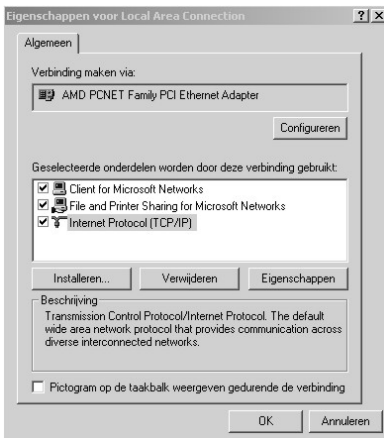 Eigenschappen voor Local Area Connection
Algemeen
Verbinding maken via:
AMD PCNET Family PCI Ethernet Adapter
Configureren
Geselecteerde onderdelen worden door deze verbinding gebruikt:
Client for Microsoft Networks
File and Printer Sharing for Microsoft Networks
Internet Protocol (TCP/IP)
Installeren...
Verwijderen
Eigenschappen
Beschrijving
Transmission Control Protocol/Internet Protocol. The default
wide area network protocol that provides communication across
diverse interconnected networks.
Pictogram op de taakbalk weergeven gedurende de verbinding
OK
Annuleren